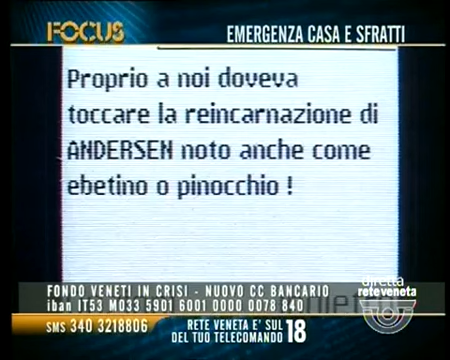 FOCUS
EMERGENZA CASA E SFRATTI
Proprio a noi doveva
toccare la reincarnazione di
ANDERSEN noto anche come
ebetino o pinocchio !
FONDO VENETI IN CRISI - NUOVO CC BANCARIO
iban IT53 M033 5901 6001 0000 0078 840
diretta
reteveneta
SMS 340 3218806
RETE VENETA E' SUL
DEL TUO TELECOMANDO 18